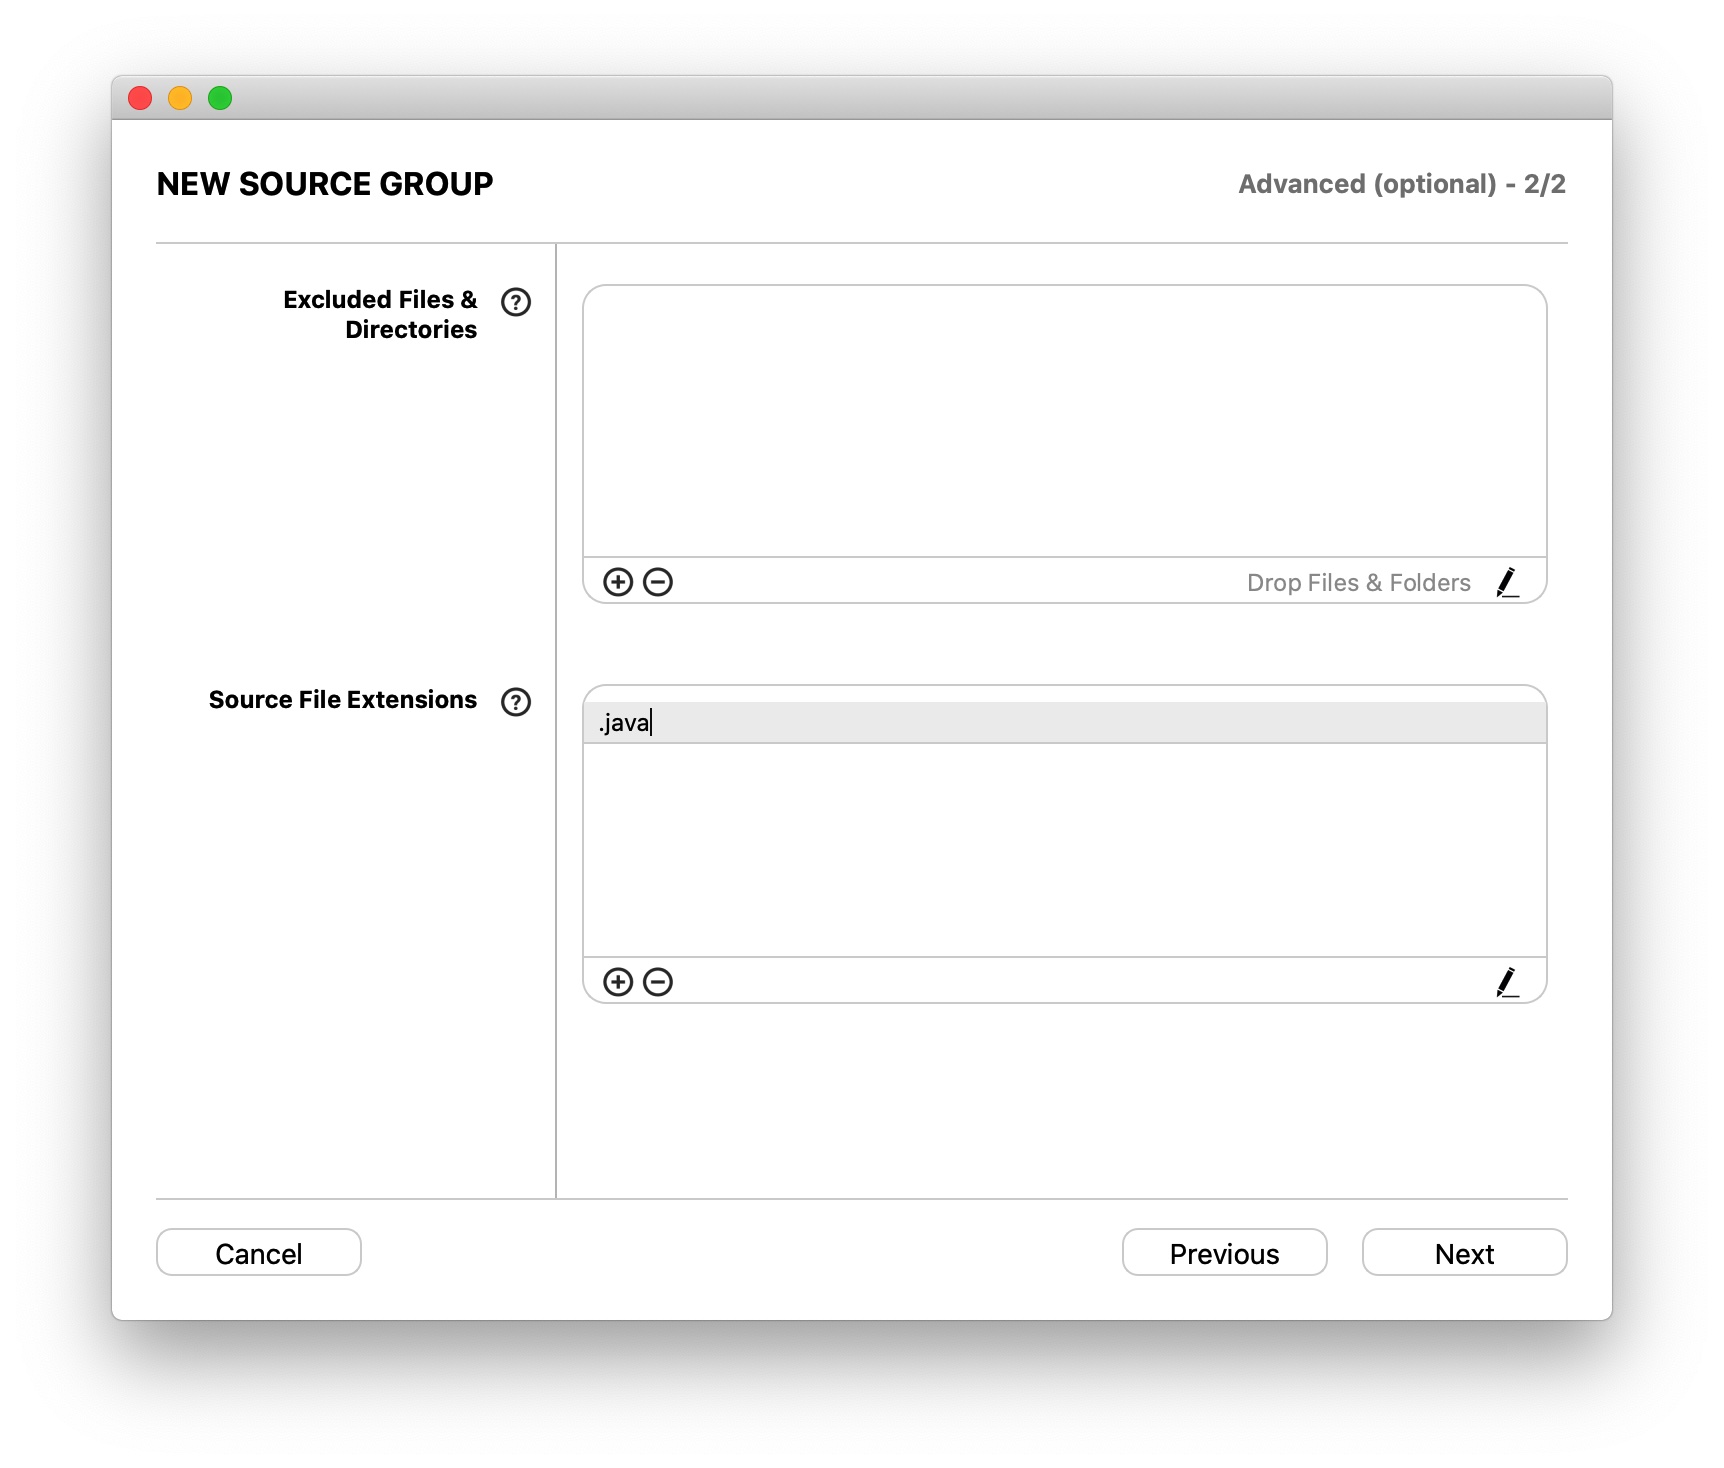 NEW SOURCE GROUP
Advanced (optional) - 2/2
Excluded Files &
Directories
?
Drop Files & Folders
Source File Extensions
?
.java
Cancel
Previous
Next